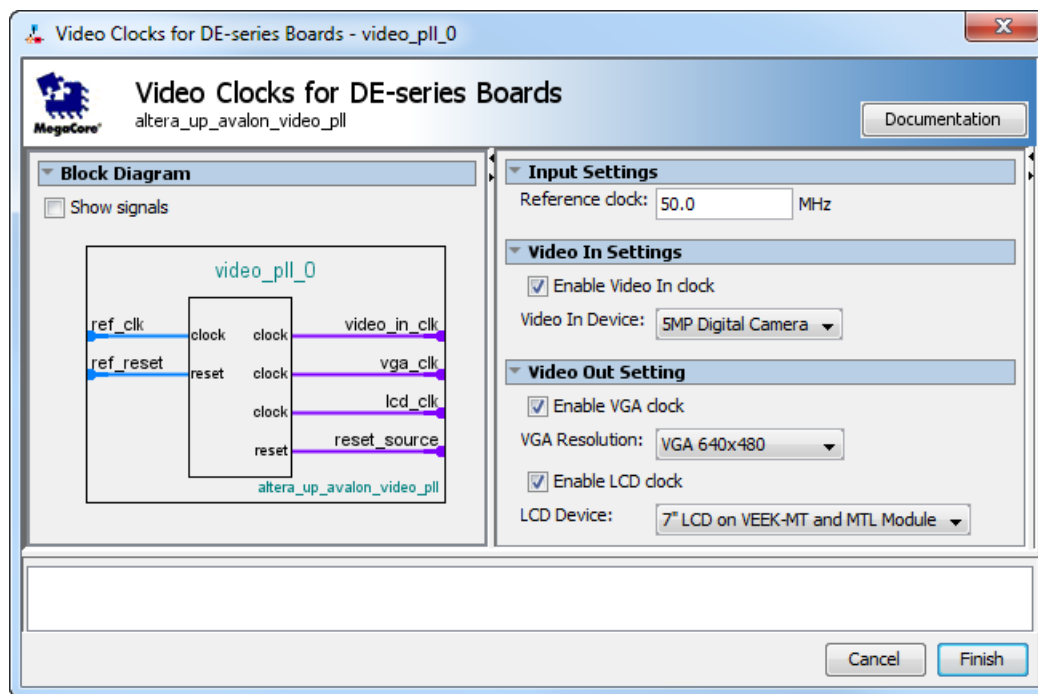 Video Clocks for DE-series Boards - video_pll_0
Video Clocks for DE-series Boards
altera_up_avalon_video_pll
MegaCore®
Documentation
Block Diagram
Show signals
video_pll_0
ref_clk
clock
clock
video_in_clk
ref_reset
reset
clock
vga_clk
clock
lcd_clk
reset
reset_source
altera_up_avalon_video_pll
Input Settings
Reference clock: 50.0 MHz
Video In Settings
Enable Video In clock
Video In Device: 5MP Digital Camera
Video Out Setting
Enable VGA clock
VGA Resolution: VGA 640x480
Enable LCD clock
LCD Device: 7" LCD on VEEK-MT and MTL Module
Cancel
Finish